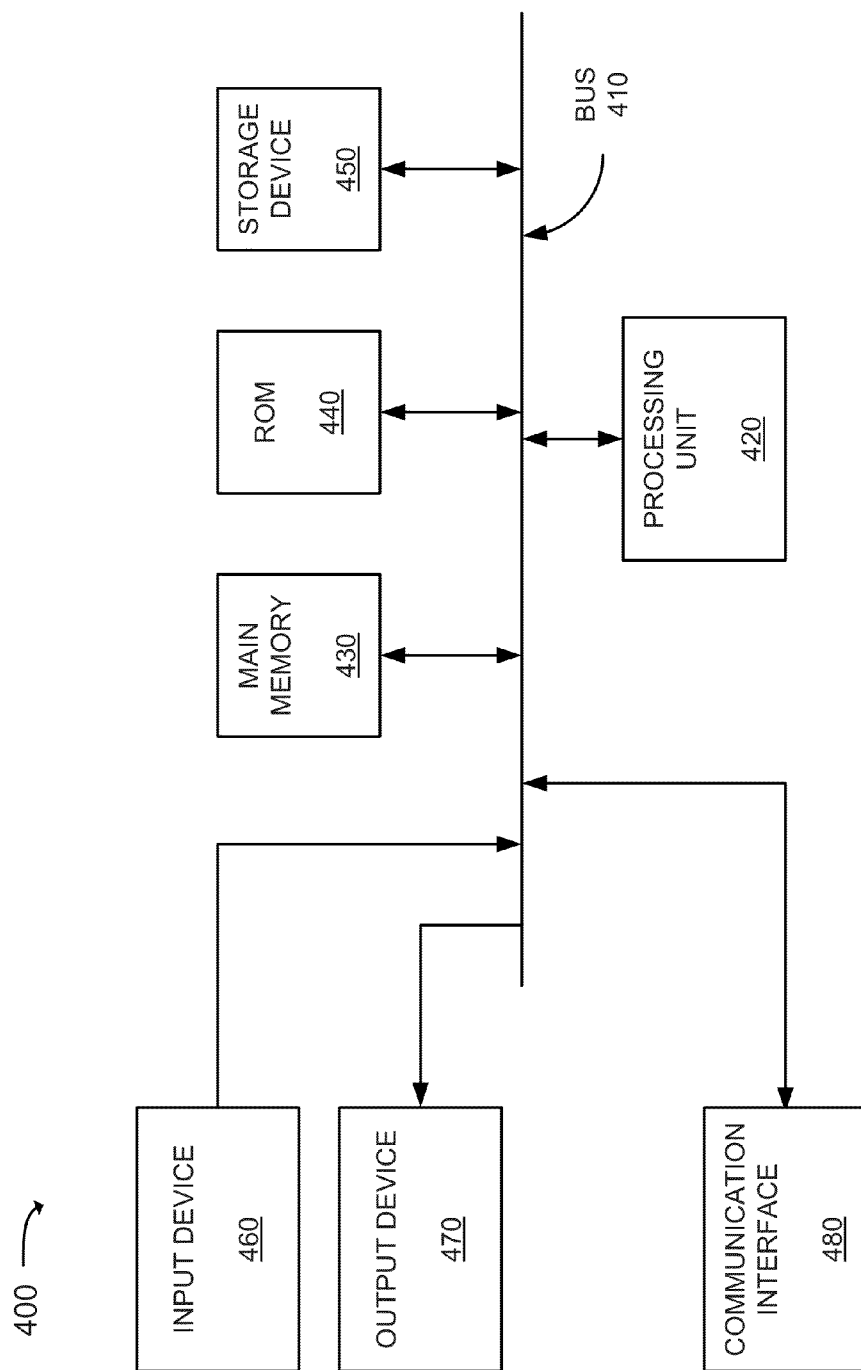 400
INPUT DEVICE
460
OUTPUT DEVICE
470
COMMUNICATION
INTERFACE
480
MAIN
MEMORY
430
ROM
440
STORAGE
DEVICE
450
PROCESSING
UNIT
420
BUS
410